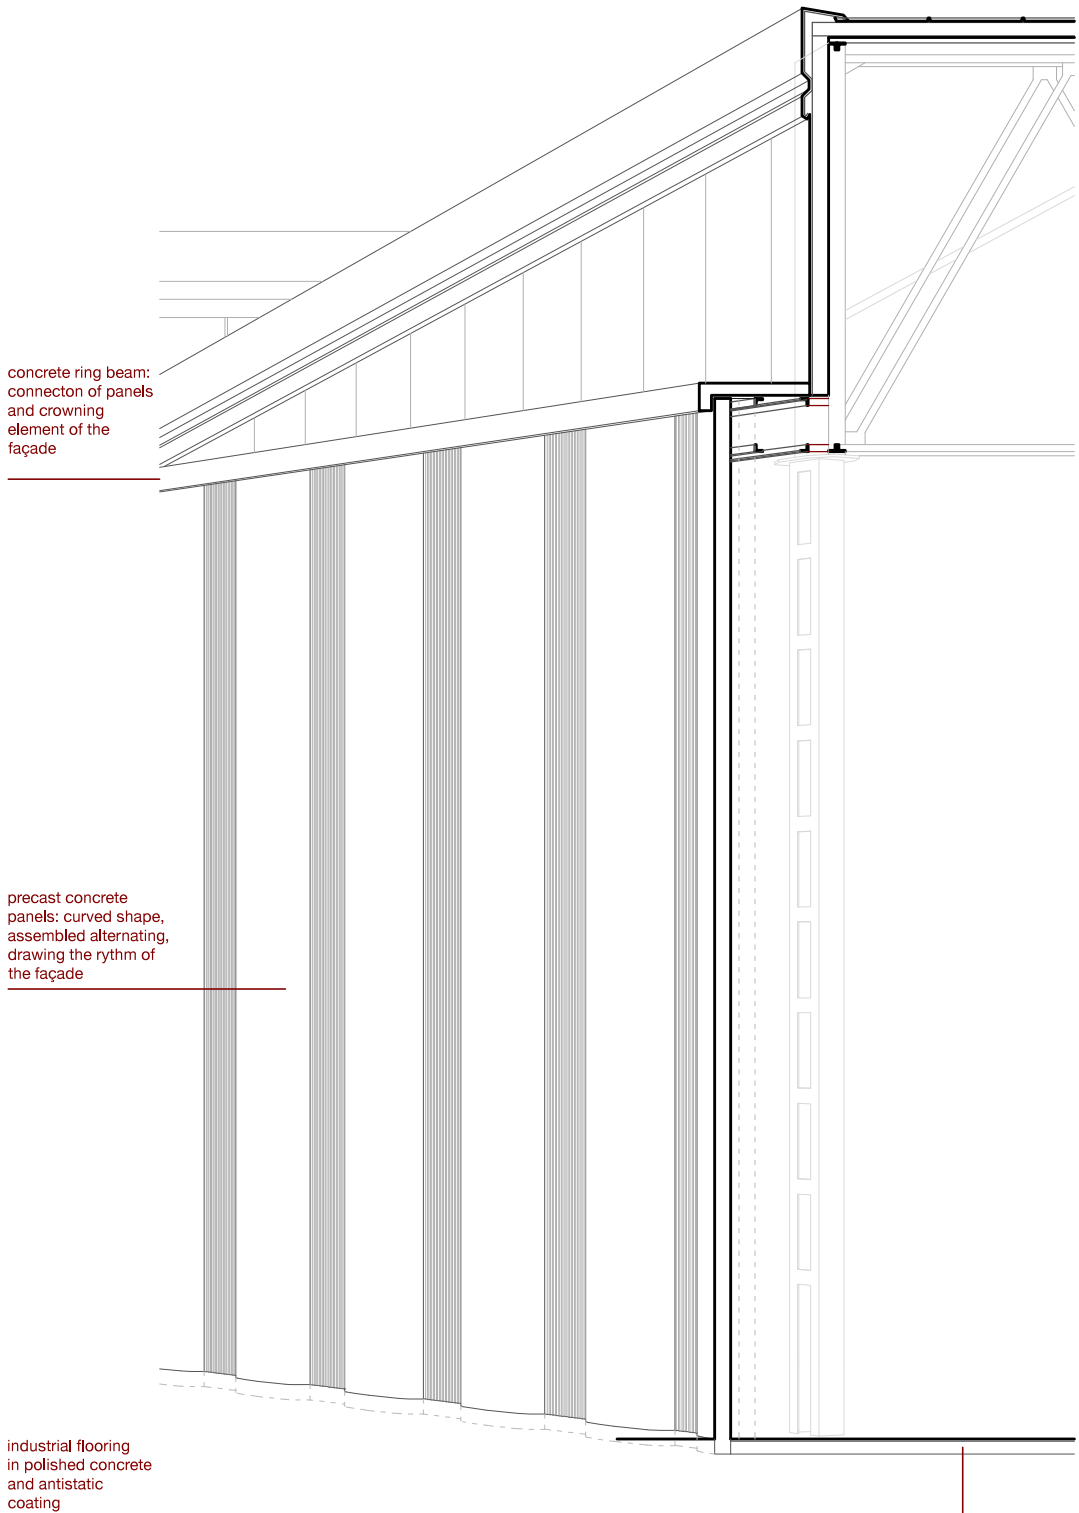 concrete ring beam:
connecton of panels
and crowning
element of the
façade
precast concrete
panels: curved shape,
assembled alternating,
drawing the rythm of
the façade
industrial flooring
in polished concrete
and antistatic
coating